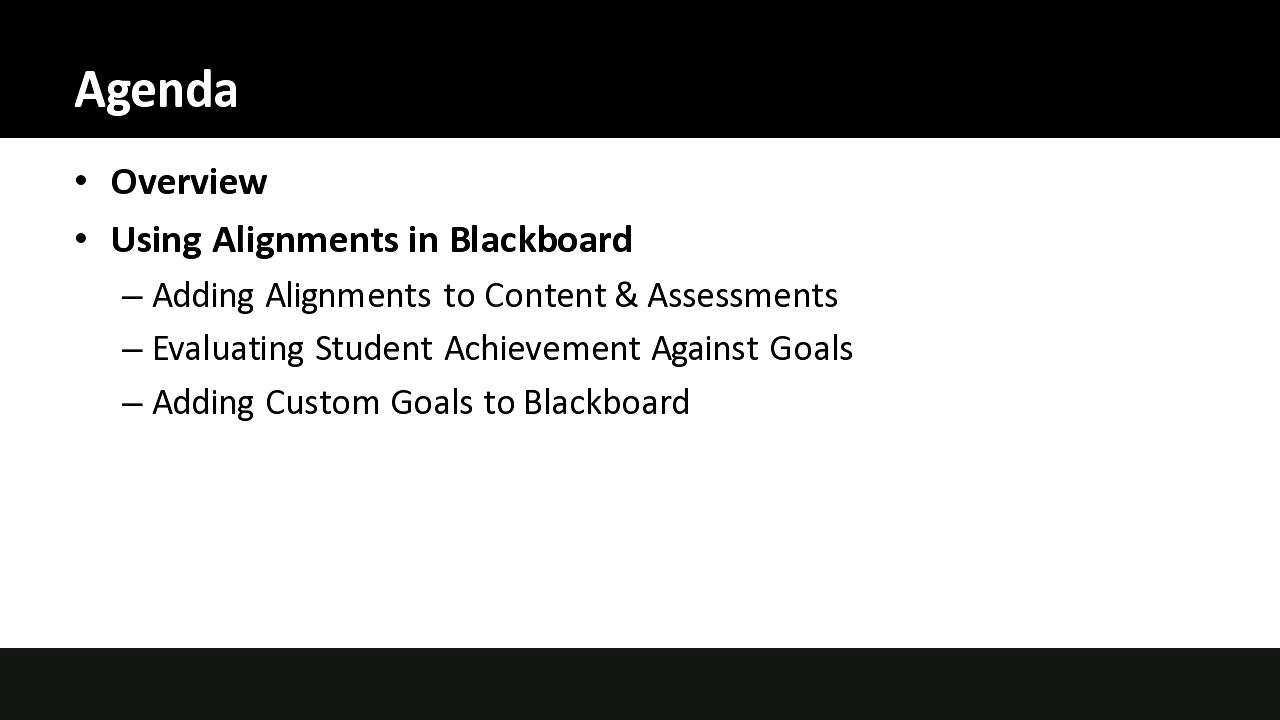 Agenda
• Overview
• Using Alignments in Blackboard
– Adding Alignments to Content & Assessments
– Evaluating Student Achievement Against Goals
– Adding Custom Goals to Blackboard